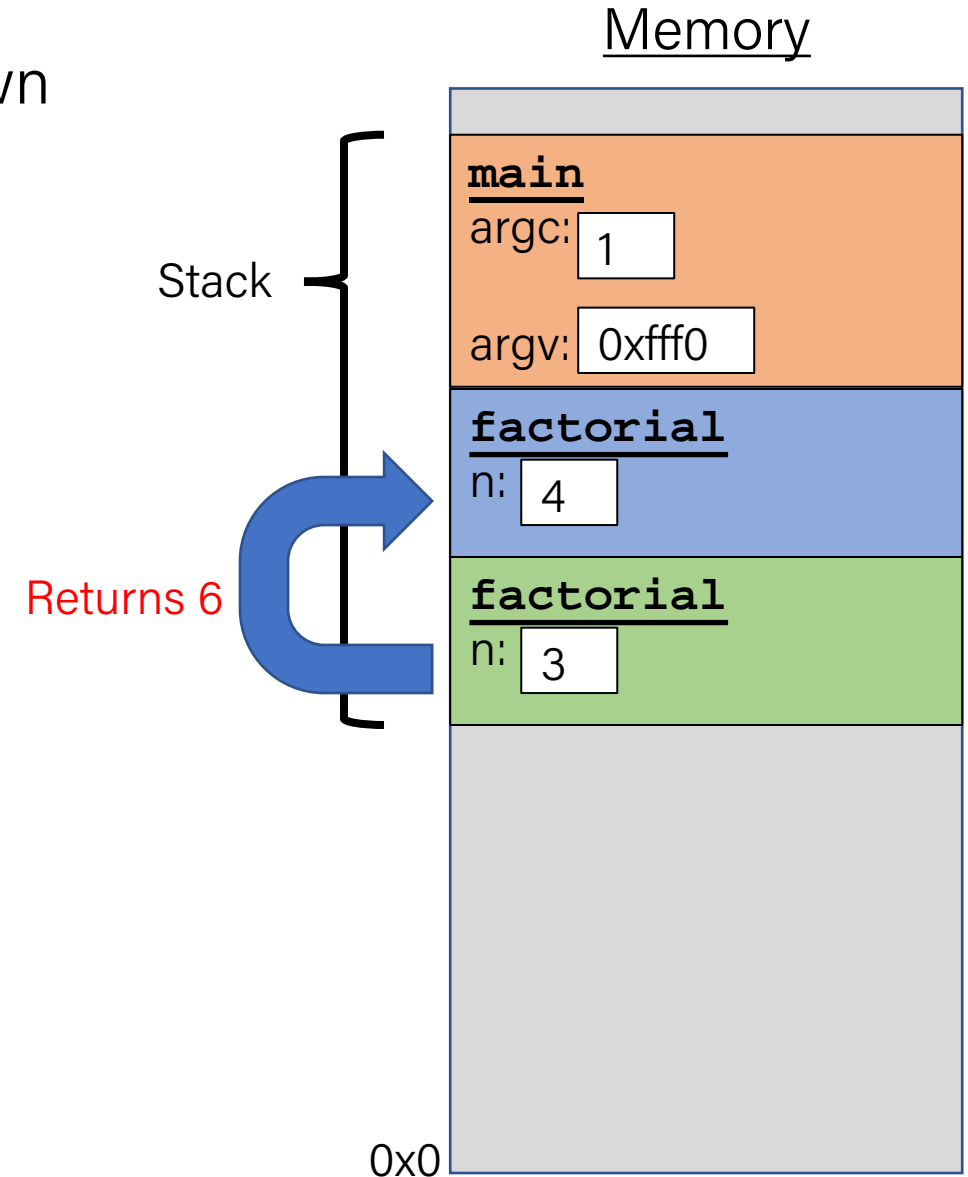 Memory
main
argc: 1
Stack
argv: 0xfff0
factorial
n: 4
Returns 6
factorial
n: 3
0x0